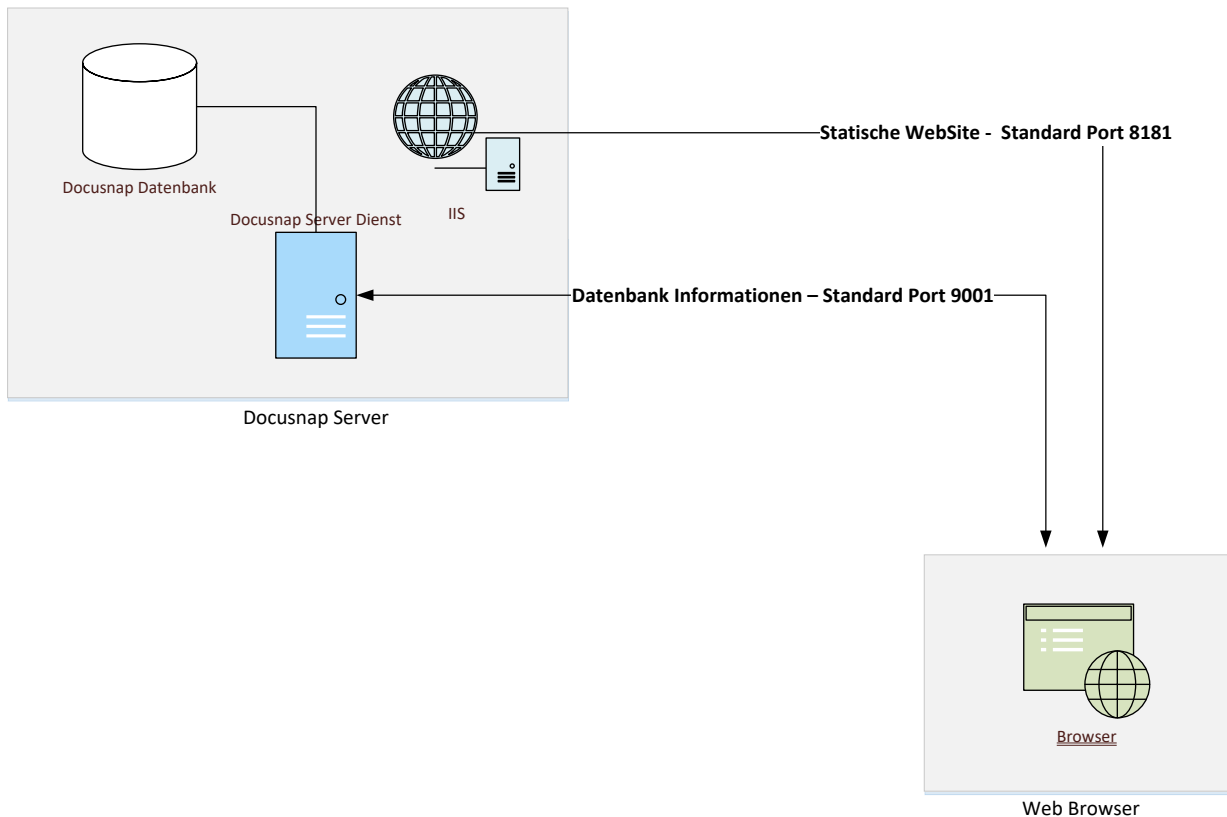 Statische WebSite - Standard Port 8181
Docusnap Datenbank
Docusnap Server Dienst
IIS
Datenbank Informationen – Standard Port 9001
Docusnap Server
Browser
Web Browser